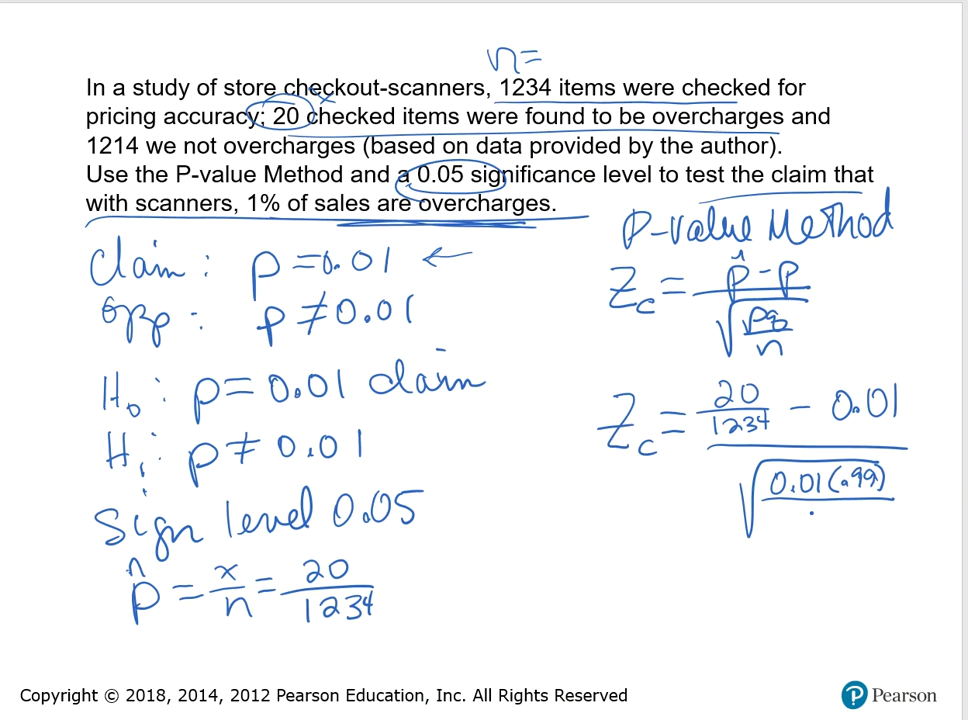 n=
In a study of store checkout-scanners, 1234 items were checked for
pricing accuracy; 20 checked items were found to be overcharges and
1214 we not overcharges (based on data provided by the author).
Use the P-value Method and a 0.05 significance level to test the claim that
with scanners, 1% of sales are overcharges.
x
P-value Method
Claim: p = 0.01 ←
Opp: p ≠ 0.01
Zc = (p̂ - p) / √(pq/n)
H₀: p = 0.01 claim
H₁: p ≠ 0.01
Zc = (20/1234 - 0.01) / √(0.01(.99)/.)
Sign level 0.05
p̂ = x/n = 20/1234
Copyright © 2018, 2014, 2012 Pearson Education, Inc. All Rights Reserved
P Pearson